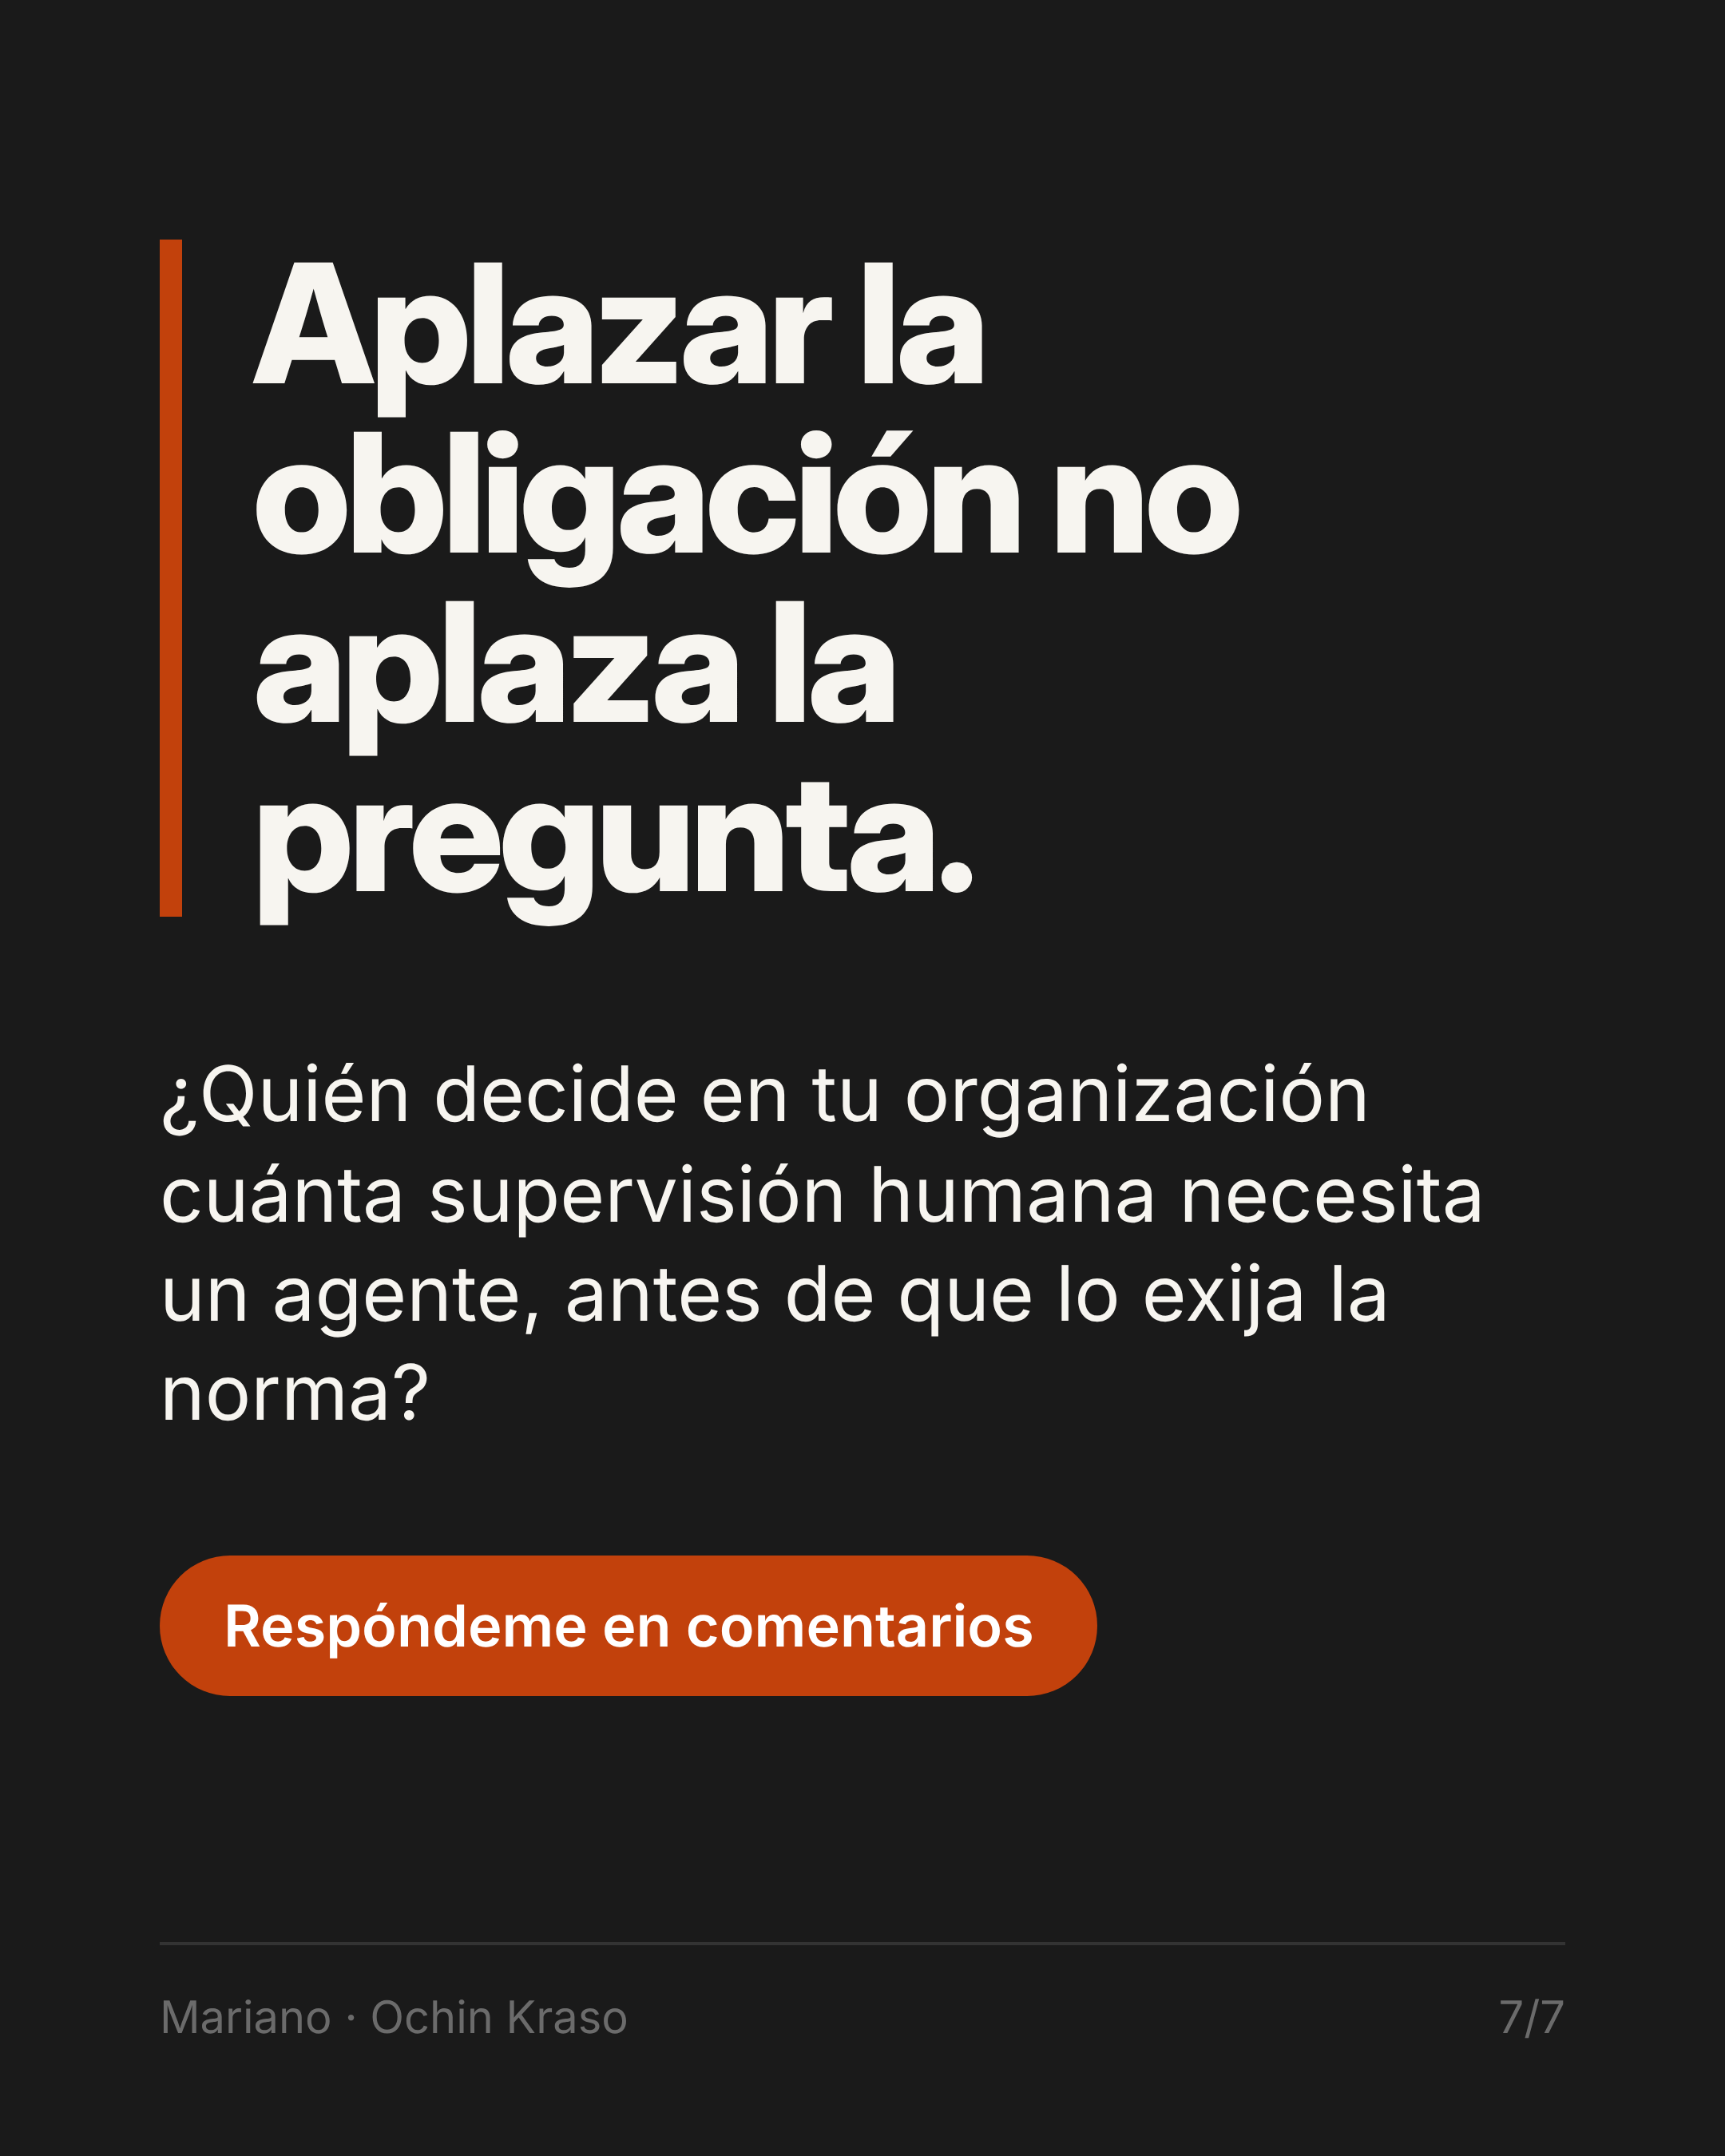 Aplazar la
obligación no
aplaza la
pregunta.
¿Quién decide en tu organización
cuánta supervisión humana necesita
un agente, antes de que lo exija la
norma?
Respóndeme en comentarios
Mariano · Ochin Kraso
7/7